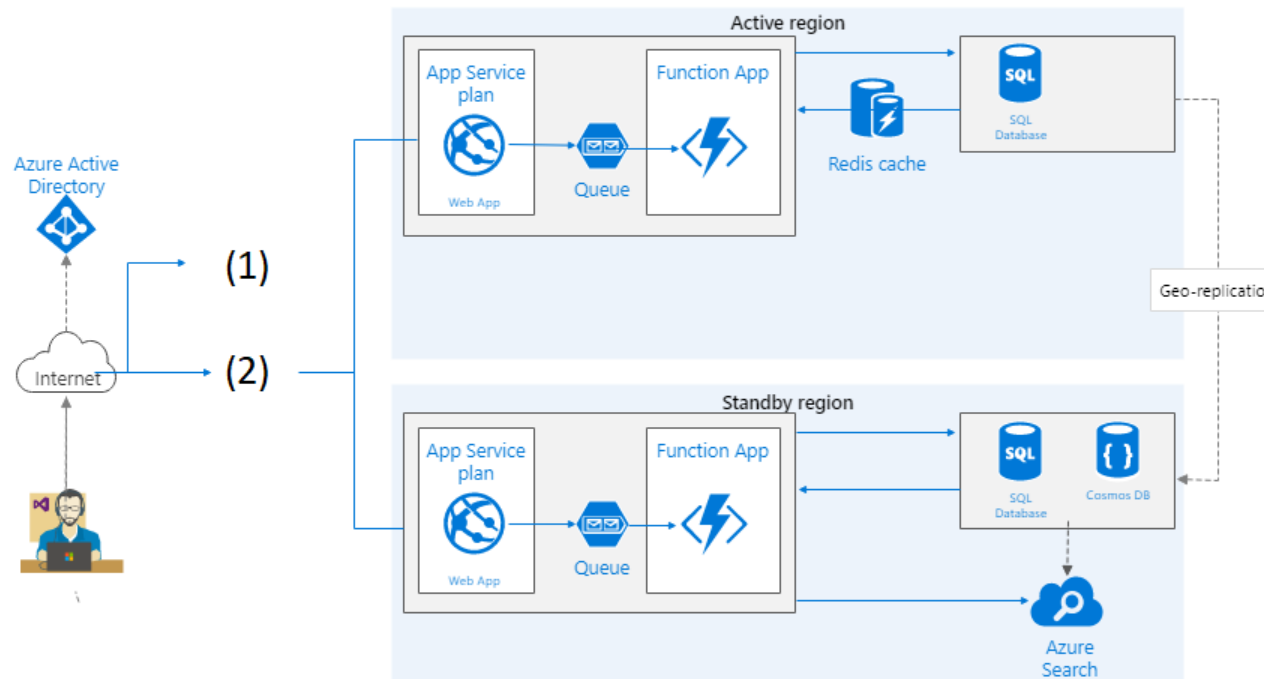 Active region
App Service
plan
Web App
Queue
Function App
Redis cache
SQL
SQL
Database
Azure Active
Directory
(1)
(2)
Internet
Geo-replicatio
Standby region
App Service
plan
Web App
Queue
Function App
SQL
SQL
Database
{ }
Cosmos DB
Azure
Search